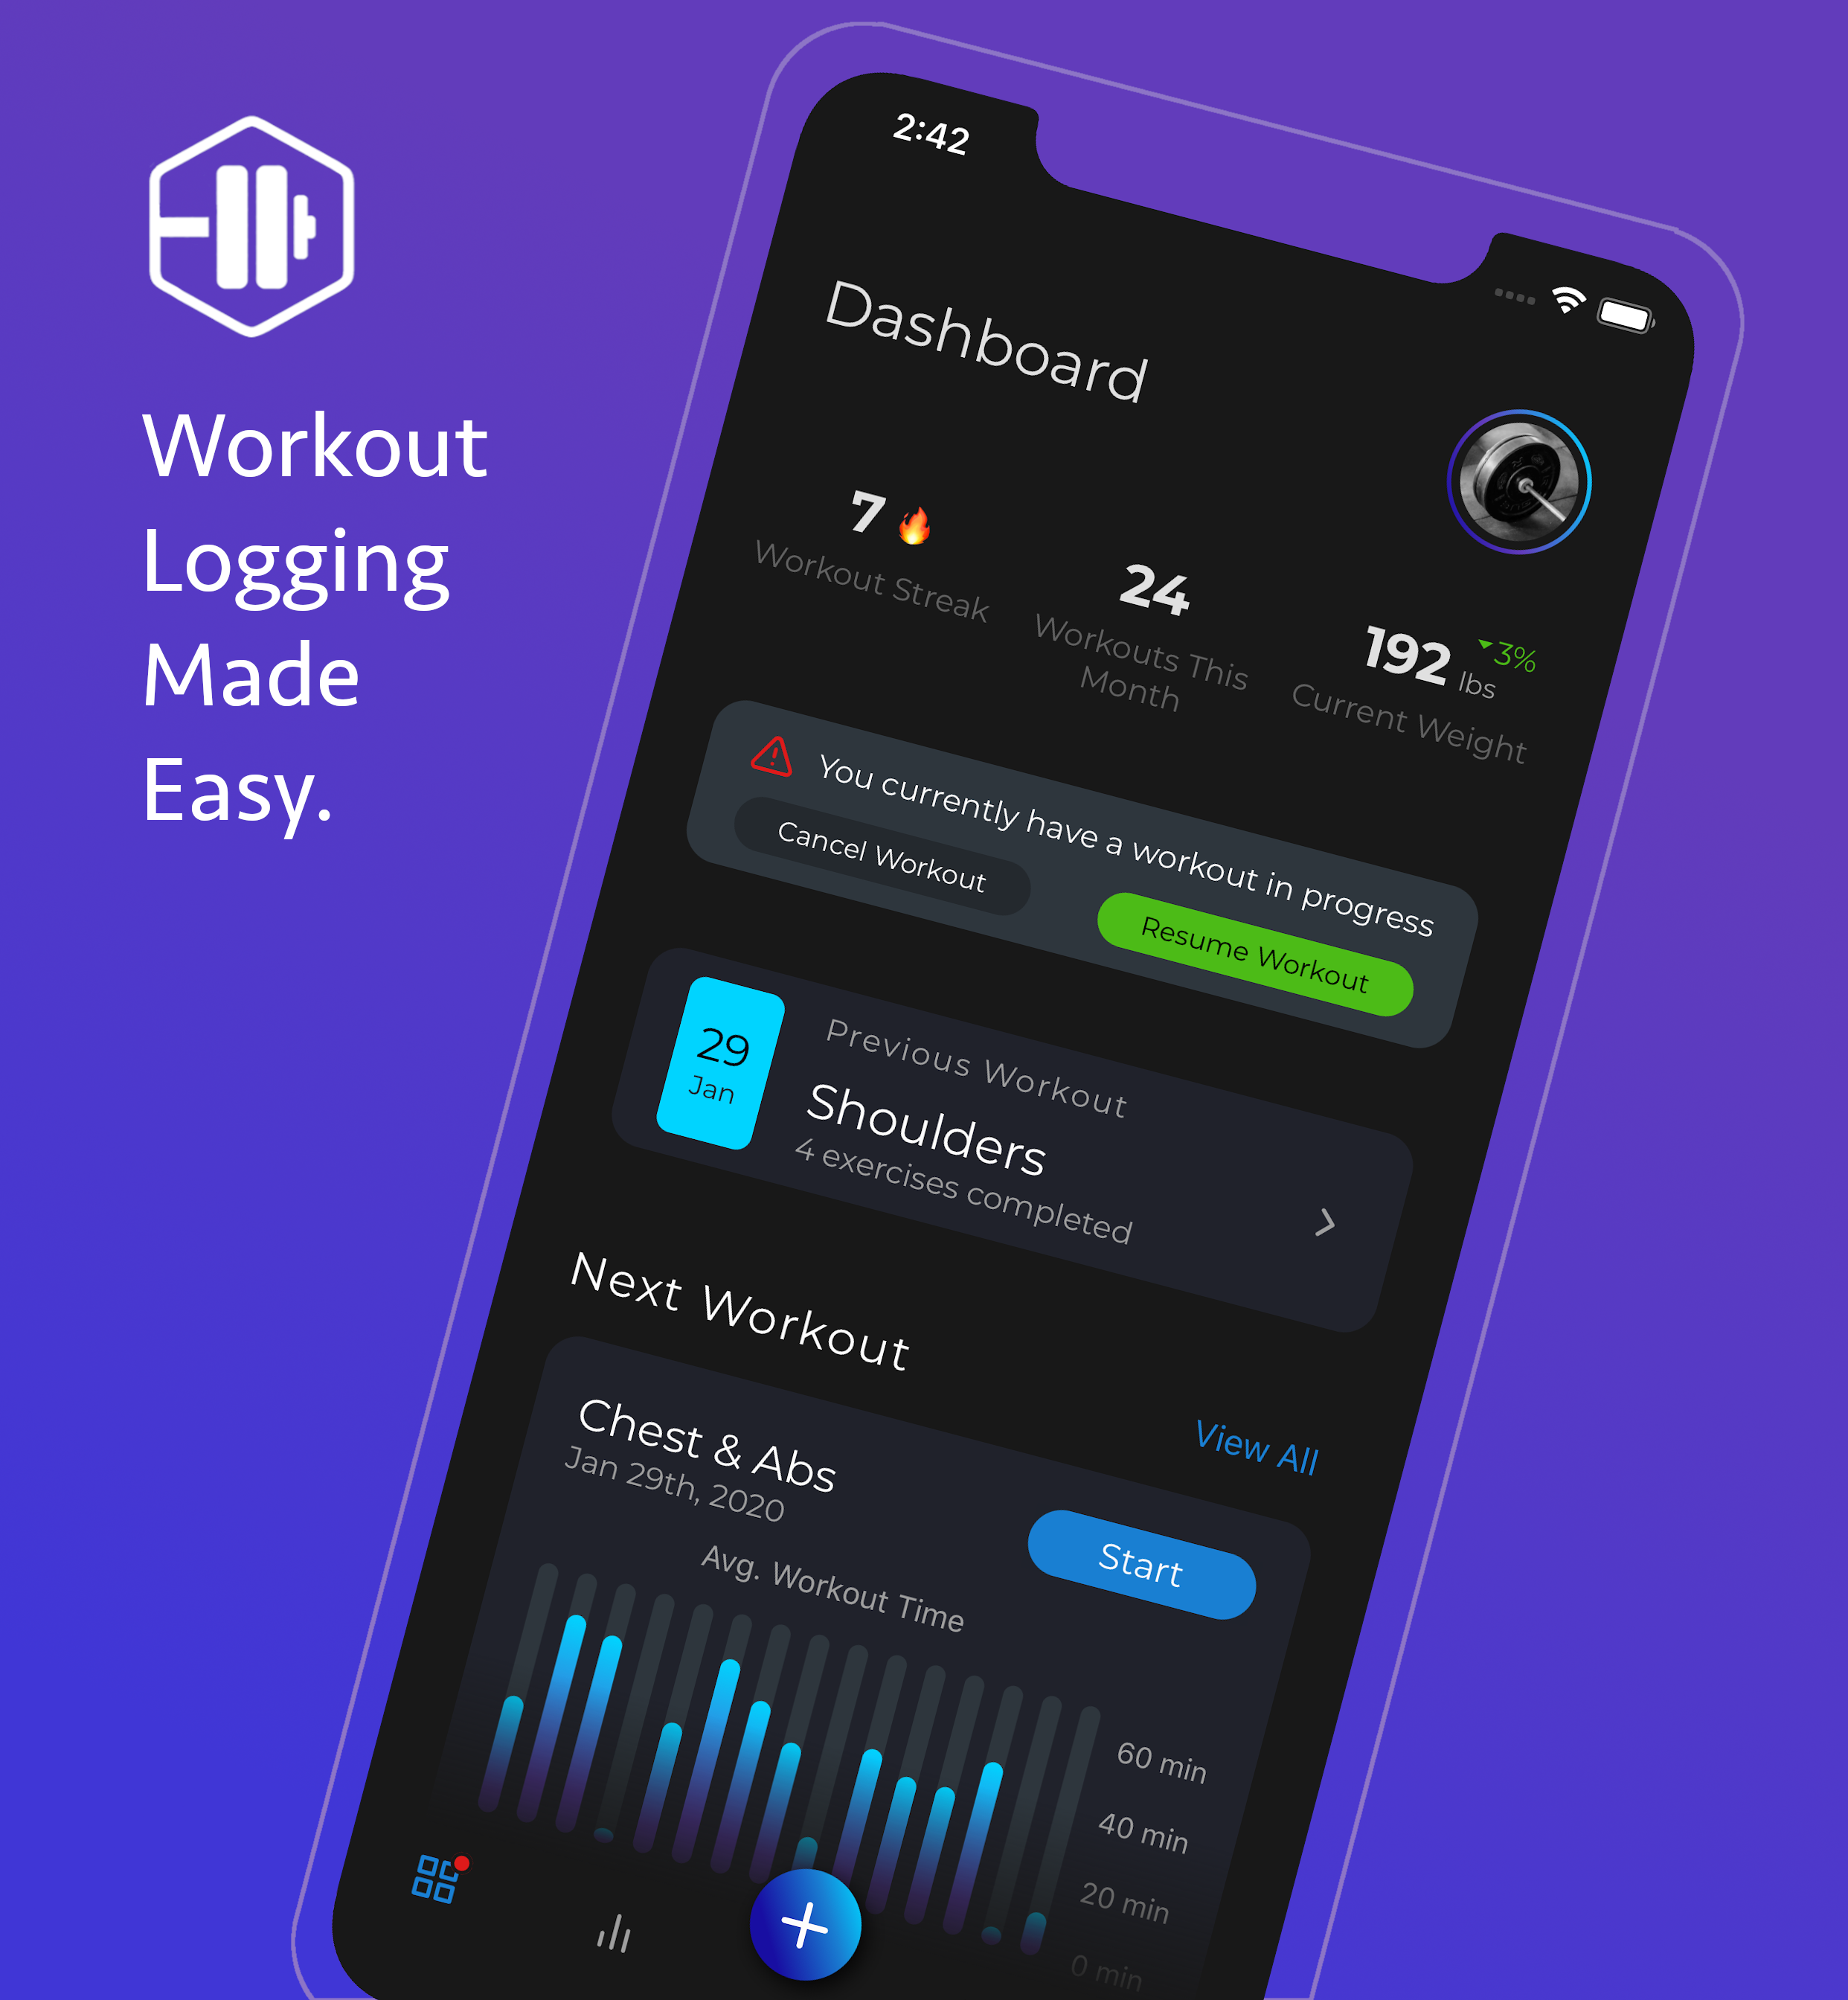 Workout
Logging
Made
Easy.
2:42
Dashboard
7🔥
Workout Streak
24
Workouts This
Month
192 lbs 3%
Current Weight
You currently have a workout in progress
Cancel Workout
Resume Workout
29
Jan
Previous Workout
Shoulders
4 exercises completed
Next Workout
View All
Chest & Abs
Jan 29th, 2020
Start
Avg. Workout Time
60 min
40 min
20 min
0 min